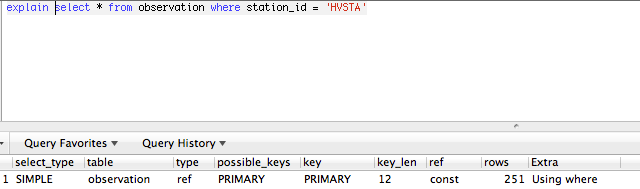 explain select * from observation where station_id = 'HVSTA'
Query Favorites ▼ Query History ▼
select_type table type possible_keys key key_len ref rows Extra
1 SIMPLE observation ref PRIMARY PRIMARY 12 const 251 Using where